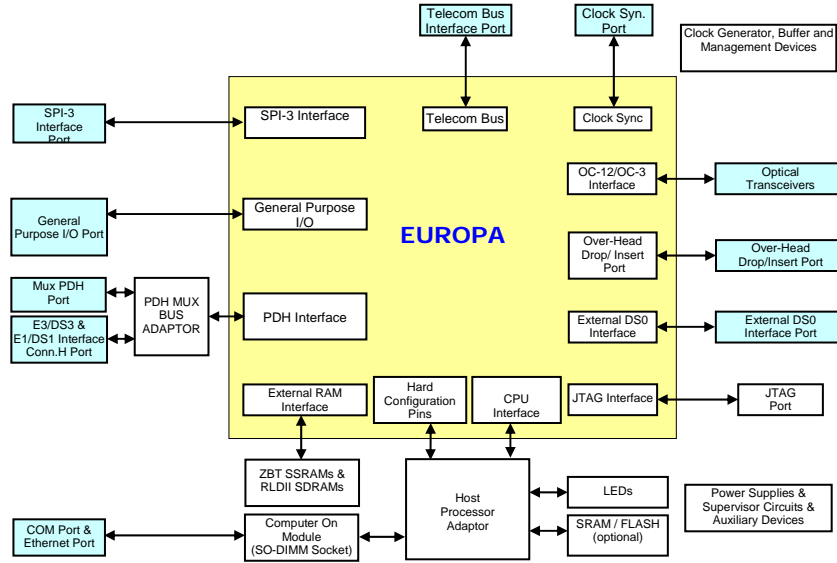 Telecom Bus
Interface Port
Clock Syn.
Port
Clock Generator, Buffer and
Management Devices
SPI-3
Interface
Port
SPI-3 Interface
Telecom Bus
Clock Sync
OC-12/OC-3
Interface
Optical
Transceivers
General
Purpose I/O Port
General Purpose
I/O
EUROPA
Over-Head
Drop/ Insert
Port
Over-Head
Drop/Insert Port
Mux PDH
Port
E3/DS3 &
E1/DS1 Interface
Conn.H Port
PDH MUX
BUS
ADAPTOR
PDH Interface
External DS0
Interface
External DS0
Interface Port
External RAM
Interface
Hard
Configuration
Pins
CPU
Interface
JTAG Interface
JTAG
Port
ZBT SSRAMs &
RLDII SDRAMs
Host
Processor
Adaptor
LEDs
SRAM / FLASH
(optional)
Power Supplies &
Supervisor Circuits &
Auxiliary Devices
COM Port &
Ethernet Port
Computer On
Module
(SO-DIMM Socket)